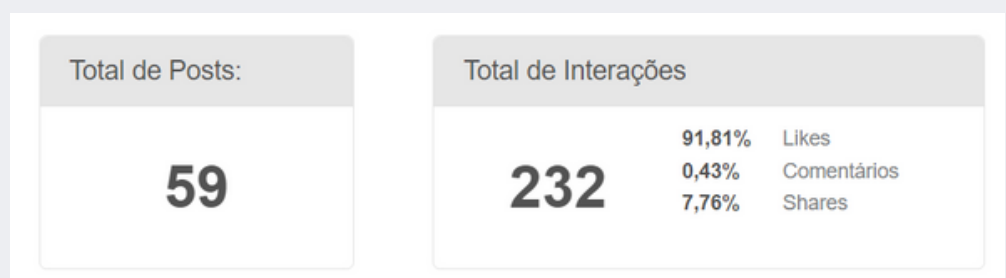 Total de Posts:
59
Total de Interações
232
91,81% Likes
0,43% Comentários
7,76% Shares